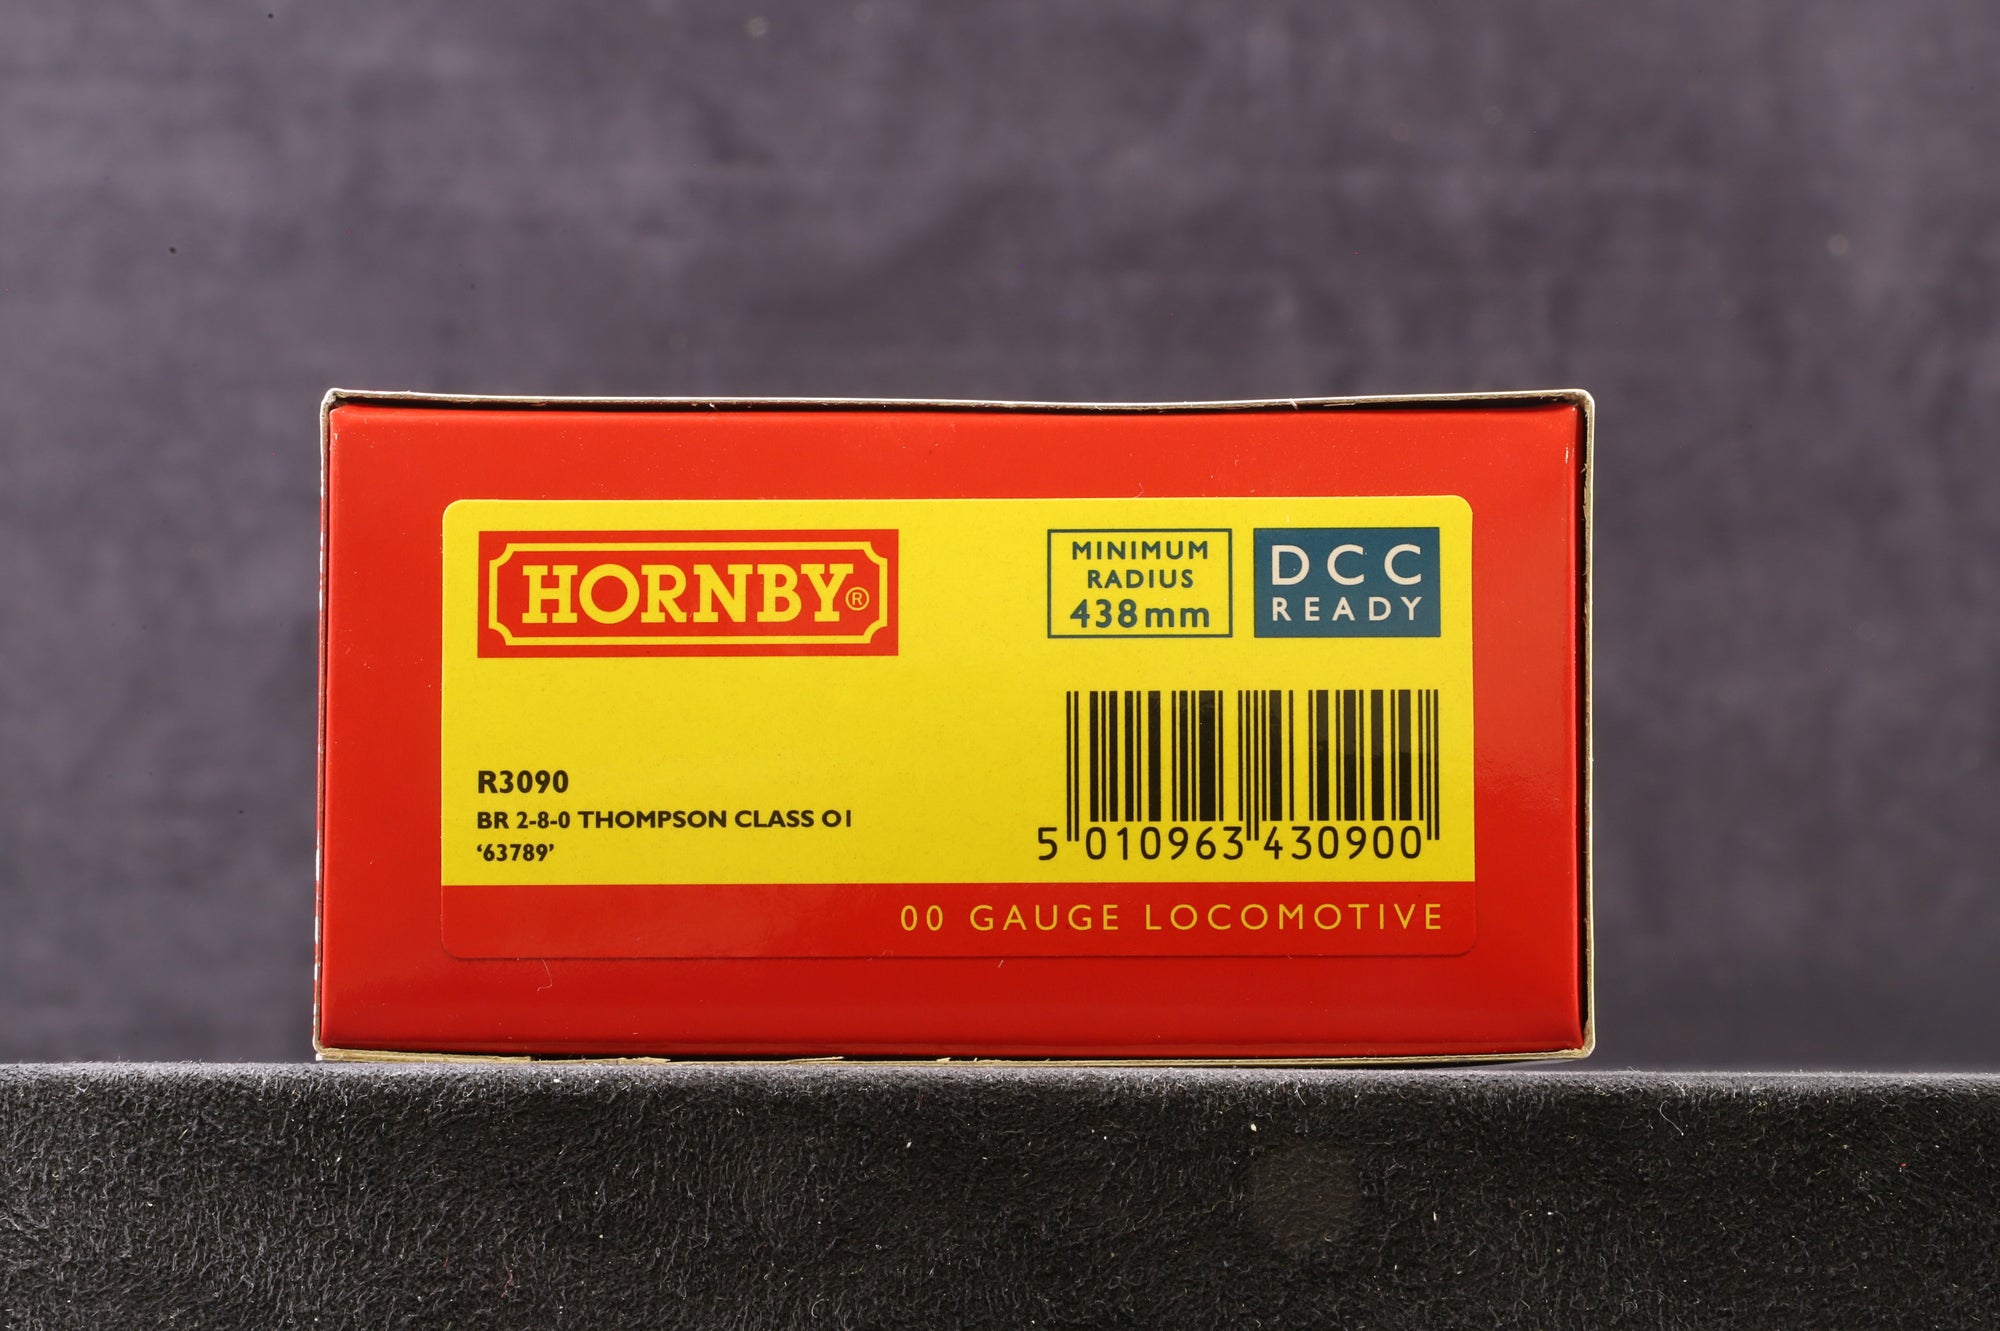 HORNBY®
MINIMUM
RADIUS
438mm
DCC
READY
R3090
BR 2-8-0 THOMPSON CLASS O1
‘63789’
5 010963 430900
00 GAUGE LOCOMOTIVE